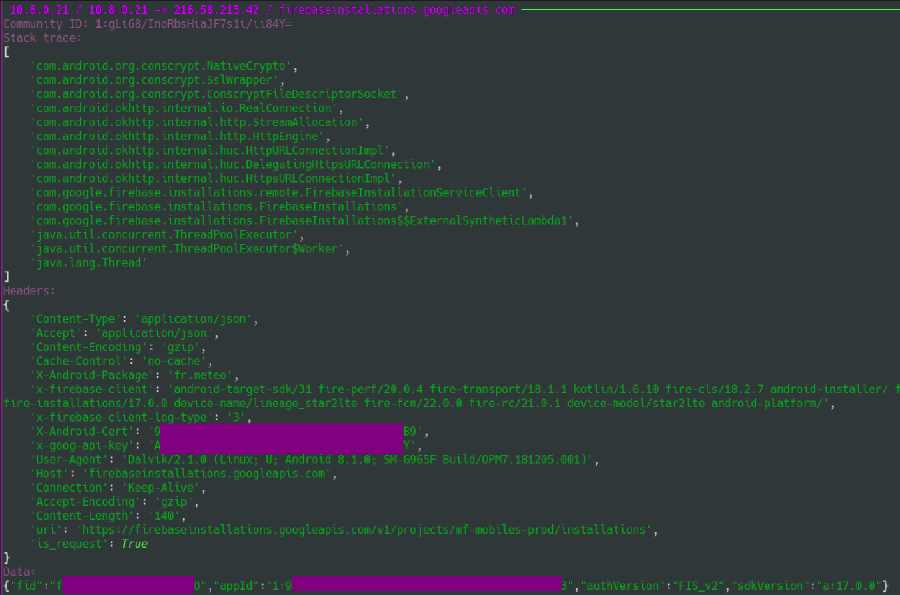 10.8.0.21 / 10.8.0.21 -> 216.58.215.42 / firebaseinstallations.googleapis.com
Community ID:
Stack trace:
[
'com.android.org.conscrypt.NativeCrypto',
'com.android.org.conscrypt.SslWrapper',
'com.android.org.conscrypt.ConscryptFileDescriptorSocket',
'com.android.okhttp.internal.io.RealConnection',
'com.android.okhttp.internal.http.StreamAllocation',
'com.android.okhttp.internal.http.HttpEngine',
'com.android.okhttp.internal.huc.HttpURLConnectionImpl',
'com.android.okhttp.internal.huc.DelegatingHttpsURLConnection',
'com.android.okhttp.internal.huc.HttpsURLConnectionImpl',
'com.google.firebase.installations.remote.FirebaseInstallationServiceClient',
'com.google.firebase.installations.FirebaseInstallations',
'com.google.firebase.installations.FirebaseInstallations$$ExternalSyntheticLambda1',
'java.util.concurrent.ThreadPoolExecutor',
'java.util.concurrent.ThreadPoolExecutor$Worker',
'java.lang.Thread'
]
Headers:
{
'Content-Type': 'application/json',
'Accept': 'application/json',
'Content-Encoding': 'gzip',
'Cache-Control': 'no-cache',
'X-Android-Package': 'fr.meteo',
'x-firebase-client': 'android-target-sdk/31 fire-perf/20.0.4 fire-transport/18.1.1 kotlin/1.6.10 fire-cls/18.2.7 android-installer/ f
fire-installations/17.0.0 device-name/lineage_star2lte fire-fcm/22.0.0 fire-rc/21.0.1 device-model/star2lte android-platform/',
'x-firebase-client-log-type': '3',
'X-Android-Cert': '9 B9',
'x-goog-api-key': 'A Y',
'User-Agent': 'Dalvik/2.1.0 (Linux; U; Android 8.1.0; SM-G965F Build/OPM7.181205.001)',
'Host': 'firebaseinstallations.googleapis.com',
'Connection': 'Keep-Alive',
'Accept-Encoding': 'gzip',
'Content-Length': '140',
'uri': 'https://firebaseinstallations.googleapis.com/v1/projects/mf-mobiles-prod/installations',
'is_request': True
}
Data:
{"fid":"f 0","appId":"1:9 3","authVersion":"FIS_v2","sdkVersion":"a:17.0.0"}